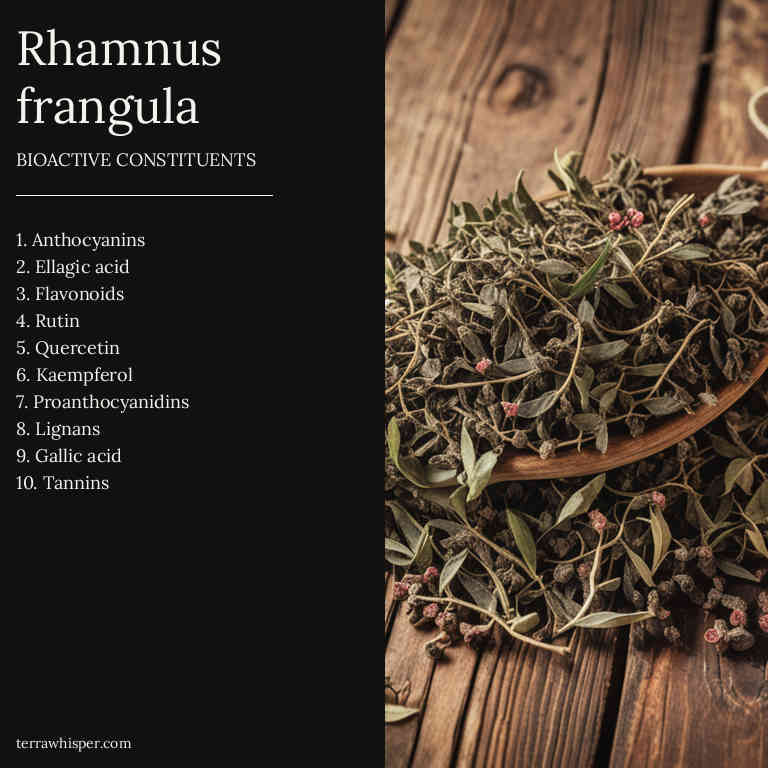 Rhamnus
frangula
BIOACTIVE CONSTITUENTS
1. Anthocyanins
2. Ellagic acid
3. Flavonoids
4. Rutin
5. Quercetin
6. Kaempferol
7. Proanthocyanidins
8. Lignans
9. Gallic acid
10. Tannins
terrawhisper.com